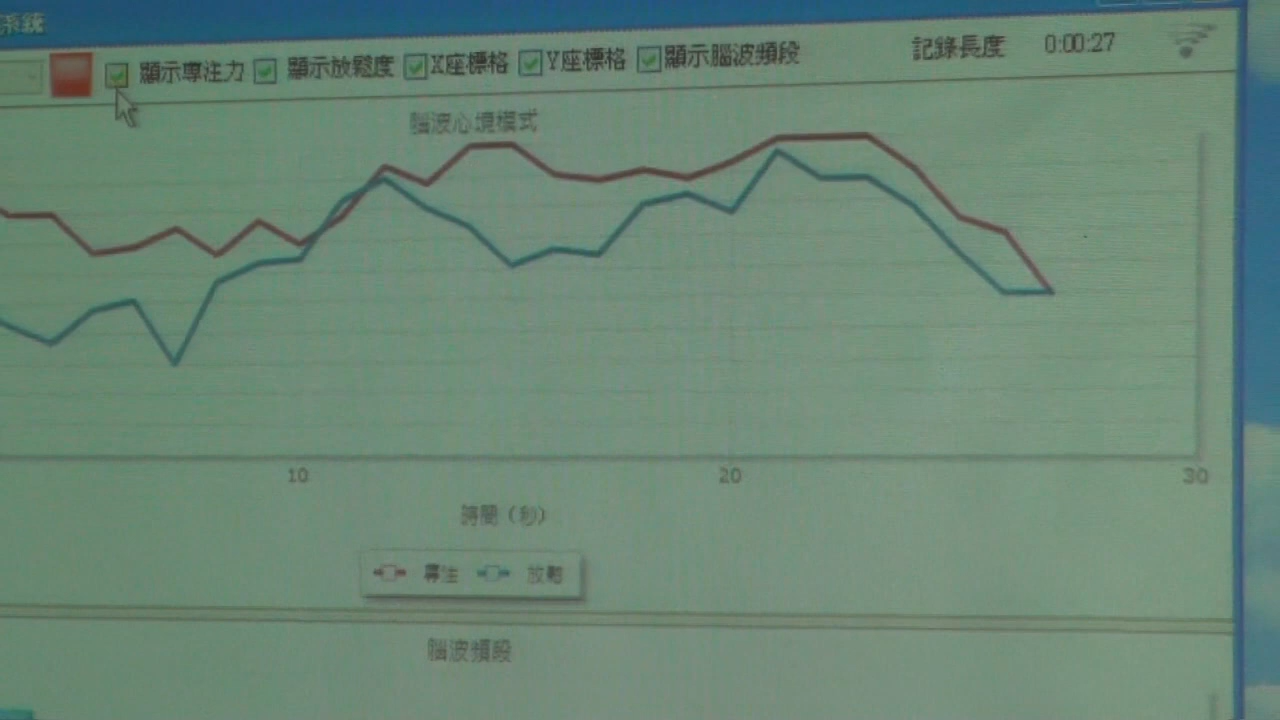 系統
顯示專注力 顯示放鬆度 X座標格 Y座標格 顯示腦波頻段 記錄長度 0:00:27
腦波心境模式
10 20 30
時間（秒）
專注 放鬆
腦波頻段